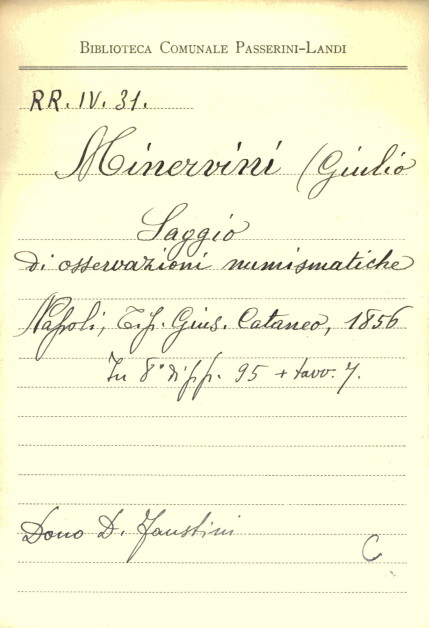 BIBLIOTECA COMUNALE PASSERINI-LANDI
RR. IV. 31.
Minervini (Giulio
Saggio
di osservazioni numismatiche
Napoli, Tip. Gius. Cataneo, 1856
In 8° di pp. 95 + tavv. 7.
Dono D. Faustini
C